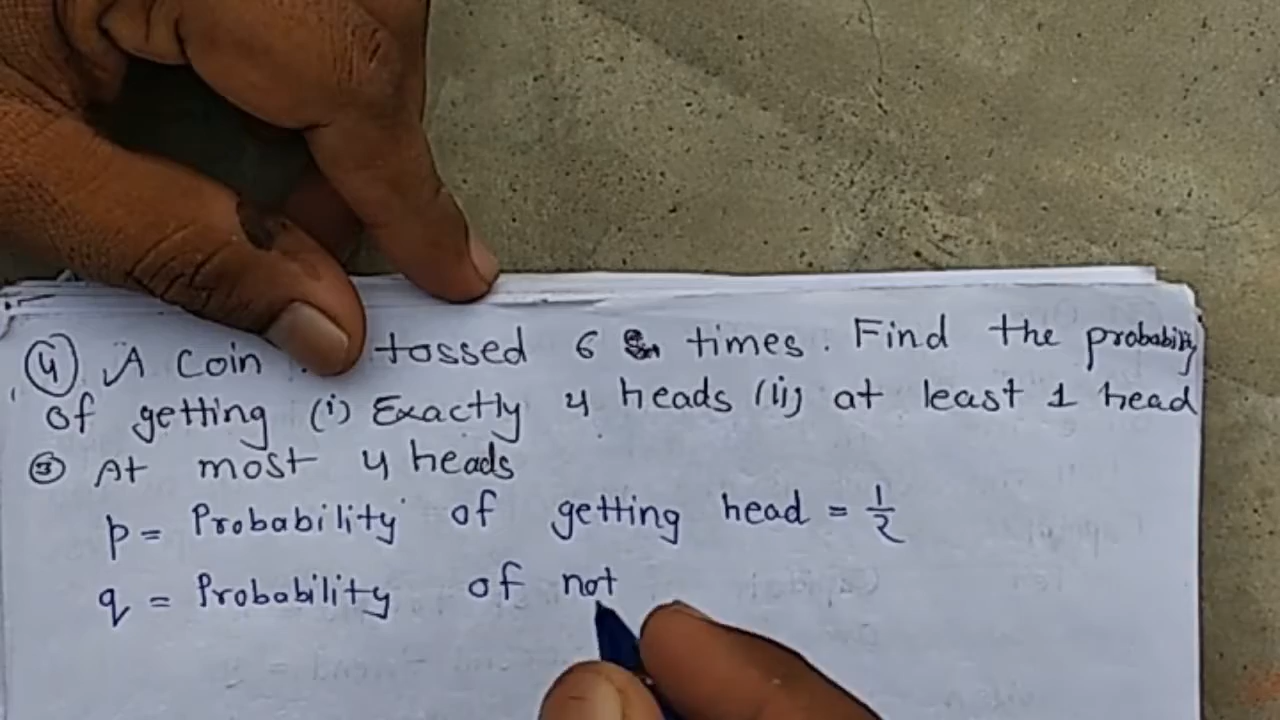 (4) A Coin tossed 6 times. Find the probability
of getting (i) Exactly 4 heads (ii) at least 1 head
(3) At most 4 heads
p = Probability of getting head = 1/2
q = Probability of not